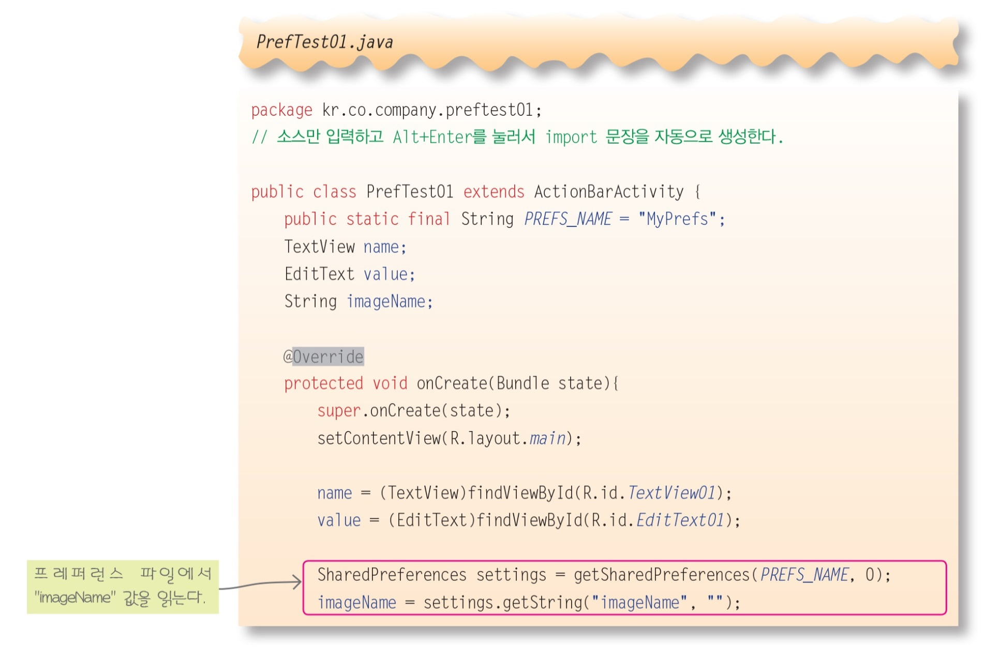 PrefTest01.java
package kr.co.company.preftest01;
// 소스만 입력하고 Alt+Enter를 눌러서 import 문장을 자동으로 생성한다.
public class PrefTest01 extends ActionBarActivity {
public static final String PREFS_NAME = "MyPrefs";
TextView name;
EditText value;
String imageName;
@Override
protected void onCreate(Bundle state){
super.onCreate(state);
setContentView(R.layout.main);
name = (TextView)findViewById(R.id.TextView01);
value = (EditText)findViewById(R.id.EditText01);
프레퍼런스 파일에서
"imageName" 값을 읽는다.
SharedPreferences settings = getSharedPreferences(PREFS_NAME, 0);
imageName = settings.getString("imageName", "");